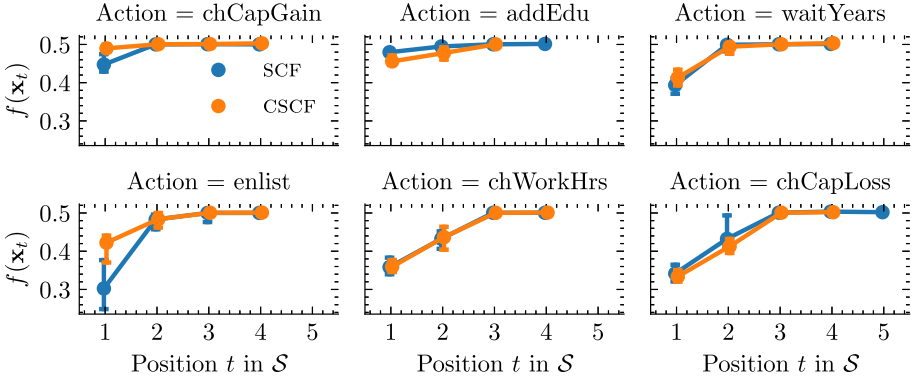 Action = chCapGain
Action = addEdu
Action = waitYears
f(𝐱ₜ)
0.5
0.4
0.3
SCF
CSCF
Action = enlist
Action = chWorkHrs
Action = chCapLoss
f(𝐱ₜ)
0.5
0.4
0.3
1 2 3 4 5
1 2 3 4 5
1 2 3 4 5
Position t in 𝒮
Position t in 𝒮
Position t in 𝒮